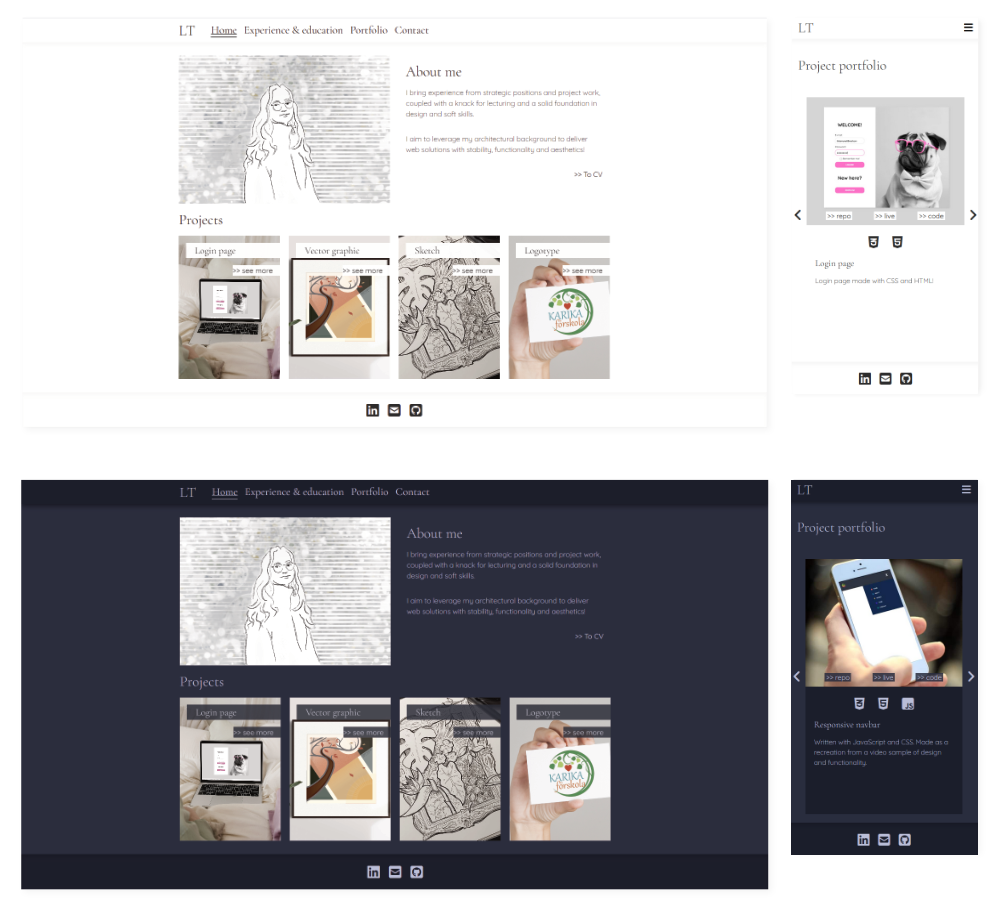 LT Home Experience & education Portfolio Contact
About me
I bring experience from strategic positions and project work,
coupled with a knack for lecturing and a solid foundation in
design and soft skills.
I aim to leverage my architectural background to deliver
web solutions with stability, functionality and aesthetics!
>> To CV
Projects
Login page
>> see more
Vector graphic
>> see more
Sketch
>> see more
Logotype
>> see more
KARIKA
förskola
LT
Project portfolio
WELCOME!
New here?
>> repo >> live >> code
Login page
Login page made with CSS and HTML!
LT Home Experience & education Portfolio Contact
About me
I bring experience from strategic positions and project work,
coupled with a knack for lecturing and a solid foundation in
design and soft skills.
I aim to leverage my architectural background to deliver
web solutions with stability, functionality and aesthetics!
>> To CV
Projects
Login page
>> see more
Vector graphic
>> see more
Sketch
>> see more
Logotype
>> see more
KARIKA
förskola
LT
Project portfolio
>> repo >> live >> code
JS
Responsive navbar
Written with JavaScript and CSS. Made as a
recreation from a video sample of design
and functionality.